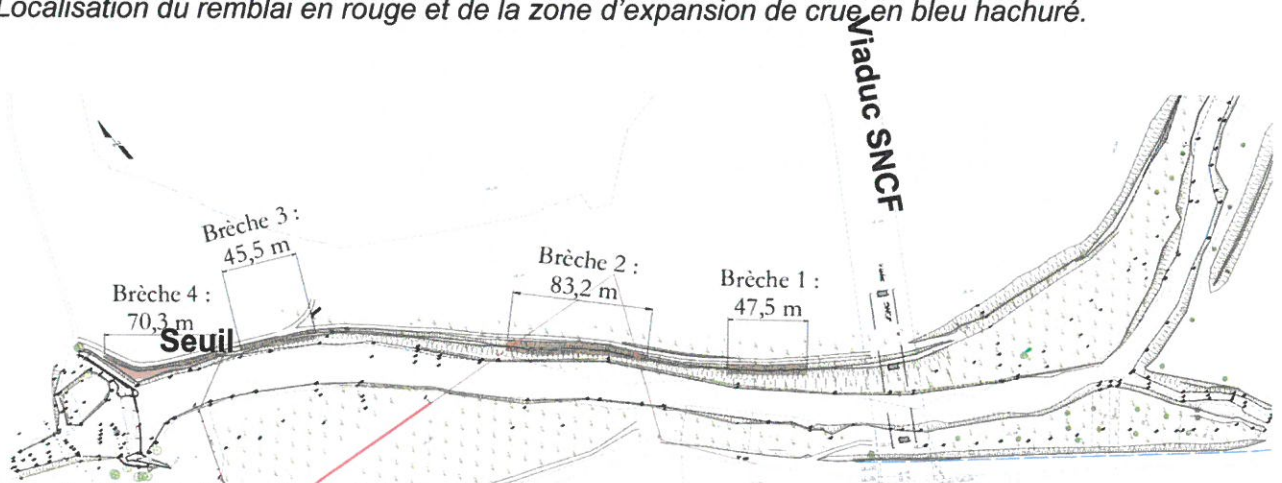 Localisation du remblai en rouge et de la zone d'expansion de crue en bleu hachuré.
Viaduc SNCF
Brèche 3 :
45,5 m
Brèche 2 :
83,2 m
Brèche 1 :
47,5 m
Brèche 4 :
70,3 m
Seuil